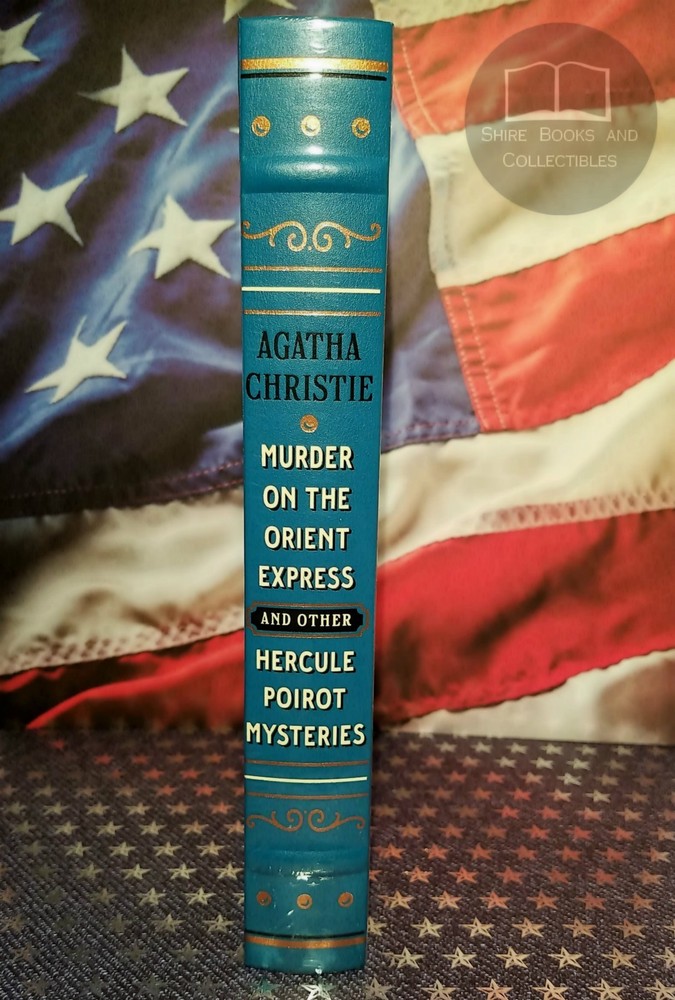 SHIRE BOOKS AND
COLLECTIBLES
AGATHA
CHRISTIE
MURDER
ON THE
ORIENT
EXPRESS
AND OTHER
HERCULE
POIROT
MYSTERIES